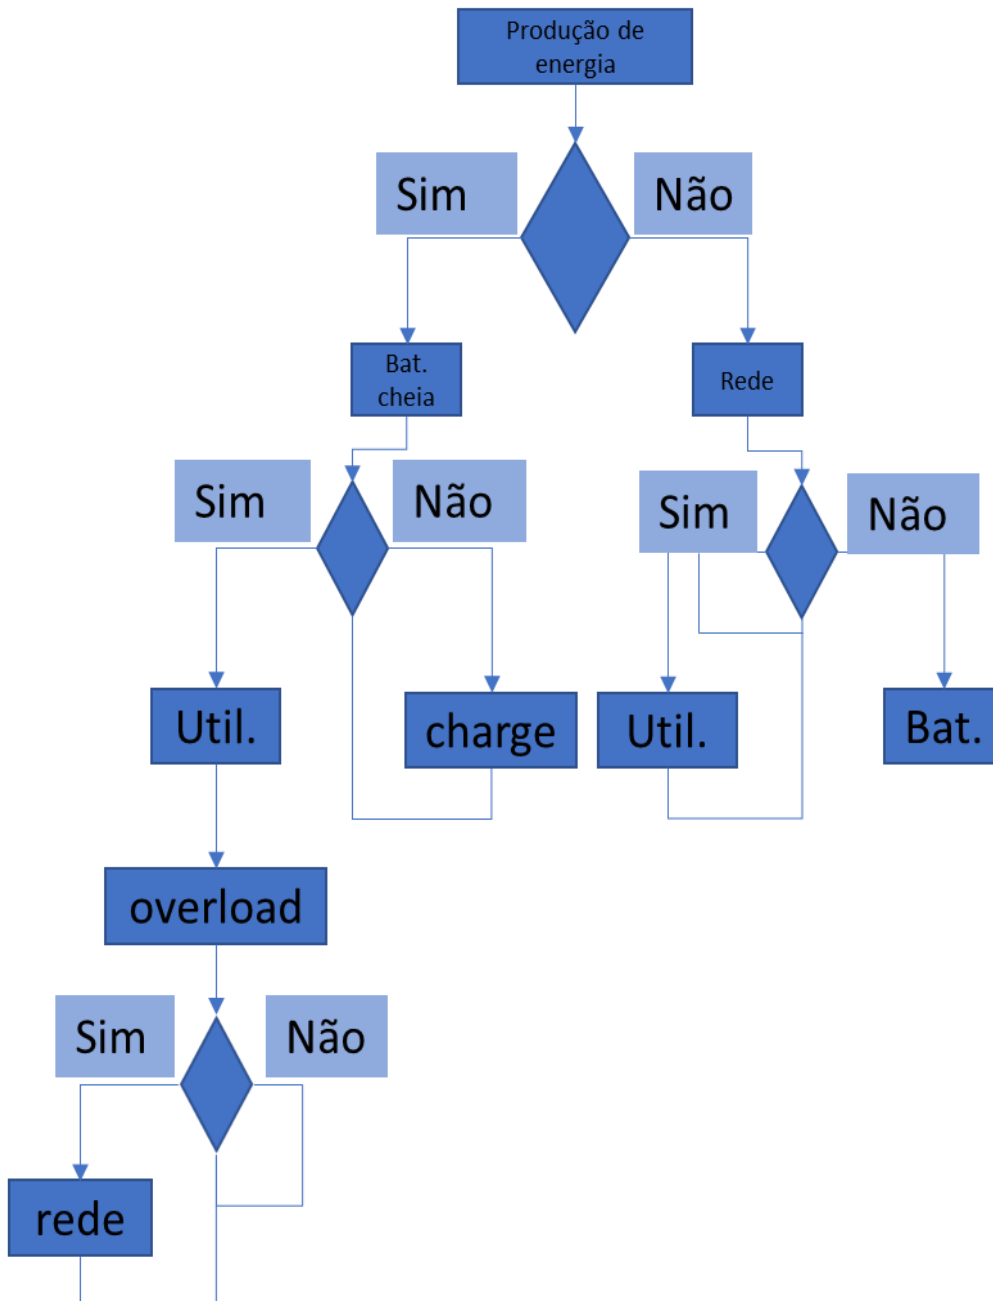 Produção de
energia
Sim
Não
Bat.
cheia
Rede
Sim
Não
Sim
Não
Util.
charge
Util.
Bat.
overload
Sim
Não
rede